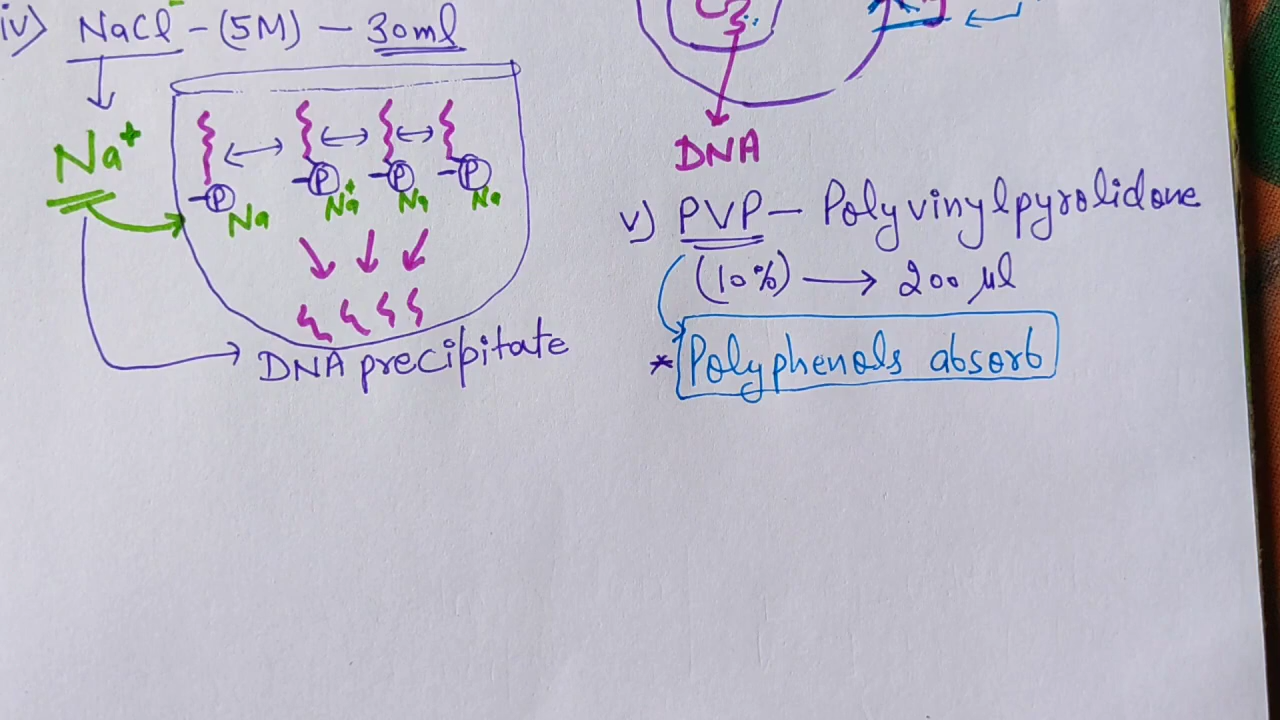 iv) NaCl - (5M) - 30ml
Na+
P P P P
Na Na+ Na Na
DNA precipitate
DNA
v) PVP - Polyvinylpyrolidone
(10%) → 200 µl
* Polyphenols absorb